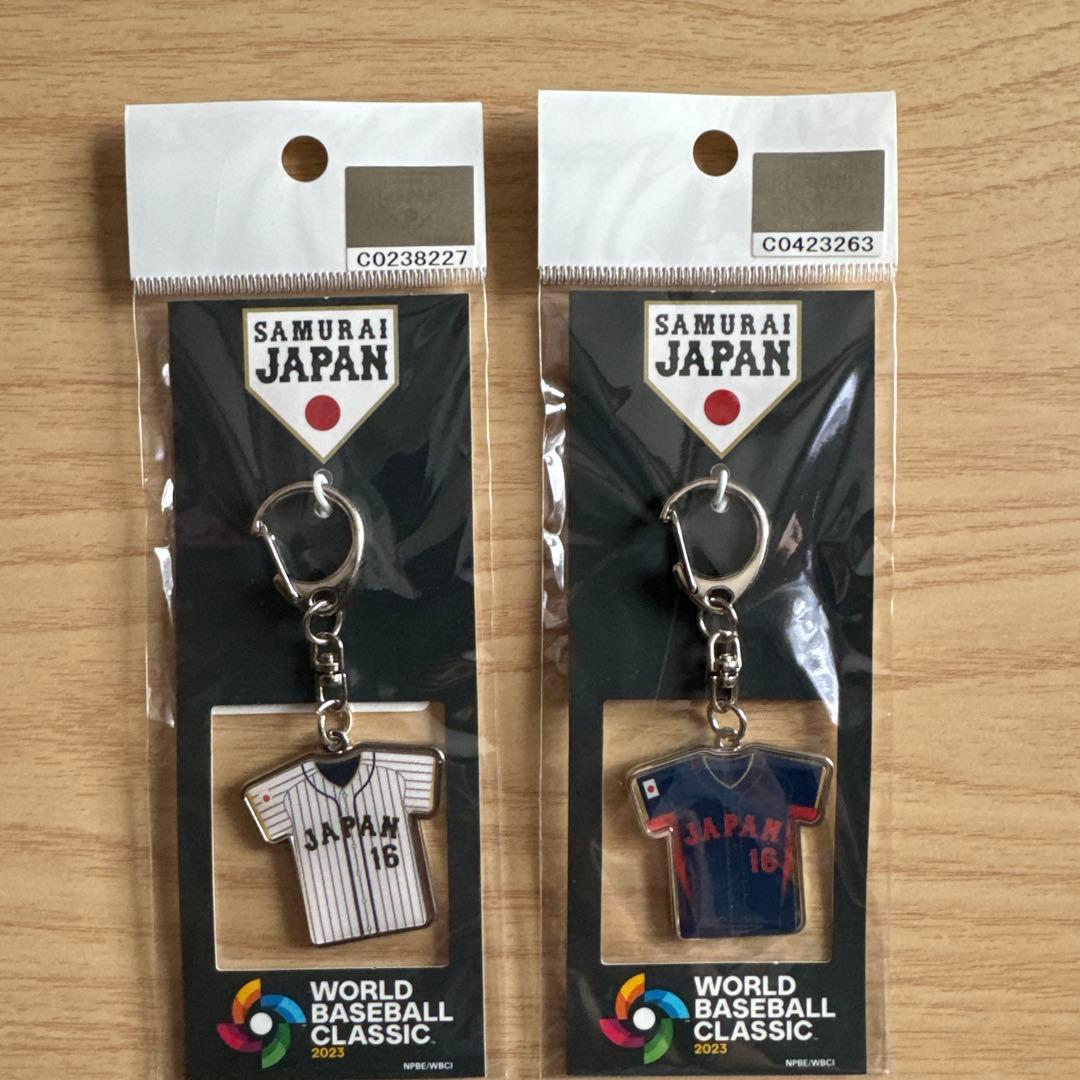 C0238227
SAMURAI
JAPAN
JAPAN
16
WORLD
BASEBALL
CLASSIC
2023
NPBE/WBCI
C0423263
SAMURAI
JAPAN
JAPAN
16
WORLD
BASEBALL
CLASSIC
2023
NPBE/WBCI